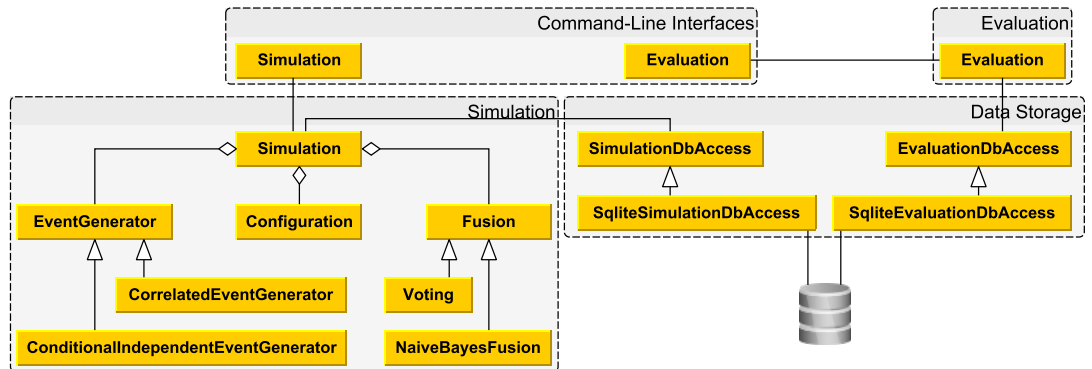 Command-Line Interfaces
Evaluation
Simulation
Evaluation
Evaluation
Simulation
Data Storage
Simulation
SimulationDbAccess
EvaluationDbAccess
EventGenerator
Configuration
Fusion
SqliteSimulationDbAccess
SqliteEvaluationDbAccess
CorrelatedEventGenerator
Voting
ConditionalIndependentEventGenerator
NaiveBayesFusion